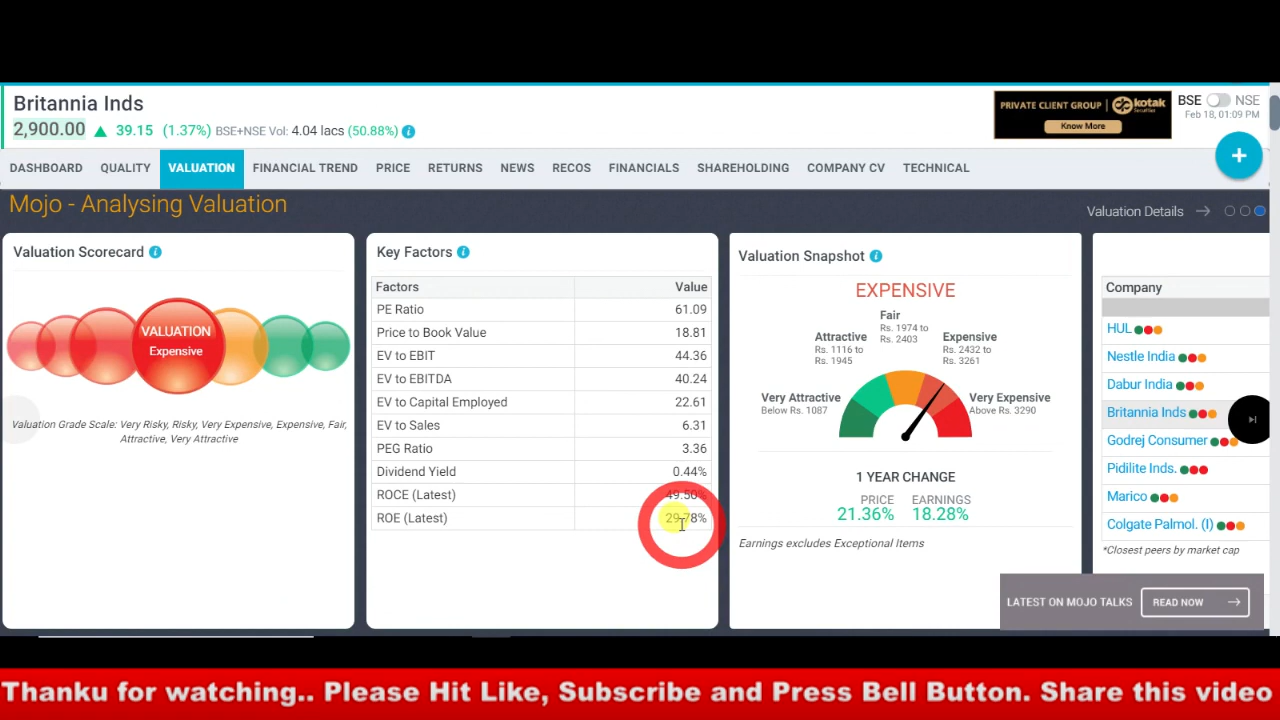 Britannia Inds
2,900.00 ▲ 39.15 (1.37%) BSE+NSE Vol: 4.04 lacs (50.88%)
PRIVATE CLIENT GROUP | kotak
Know More
BSE NSE
Feb 18, 01:09 PM
DASHBOARD QUALITY VALUATION FINANCIAL TREND PRICE RETURNS NEWS RECOS FINANCIALS SHAREHOLDING COMPANY CV TECHNICAL
Mojo - Analysing Valuation
Valuation Details
Valuation Scorecard
VALUATION
Expensive
Valuation Grade Scale: Very Risky, Risky, Very Expensive, Expensive, Fair,
Attractive, Very Attractive
Key Factors
Factors Value
PE Ratio 61.09
Price to Book Value 18.81
EV to EBIT 44.36
EV to EBITDA 40.24
EV to Capital Employed 22.61
EV to Sales 6.31
PEG Ratio 3.36
Dividend Yield 0.44%
ROCE (Latest) 49.50%
ROE (Latest) 29.78%
Valuation Snapshot
EXPENSIVE
Fair
Rs. 1974 to
Rs. 2403
Attractive
Rs. 1116 to
Rs. 1945
Expensive
Rs. 2432 to
Rs. 3261
Very Attractive
Below Rs. 1087
Very Expensive
Above Rs. 3290
1 YEAR CHANGE
PRICE EARNINGS
21.36% 18.28%
Earnings excludes Exceptional Items
Company
HUL
Nestle India
Dabur India
Britannia Inds
Godrej Consumer
Pidilite Inds.
Marico
Colgate Palmol. (I)
*Closest peers by market cap
LATEST ON MOJO TALKS READ NOW
Thanku for watching.. Please Hit Like, Subscribe and Press Bell Button. Share this video